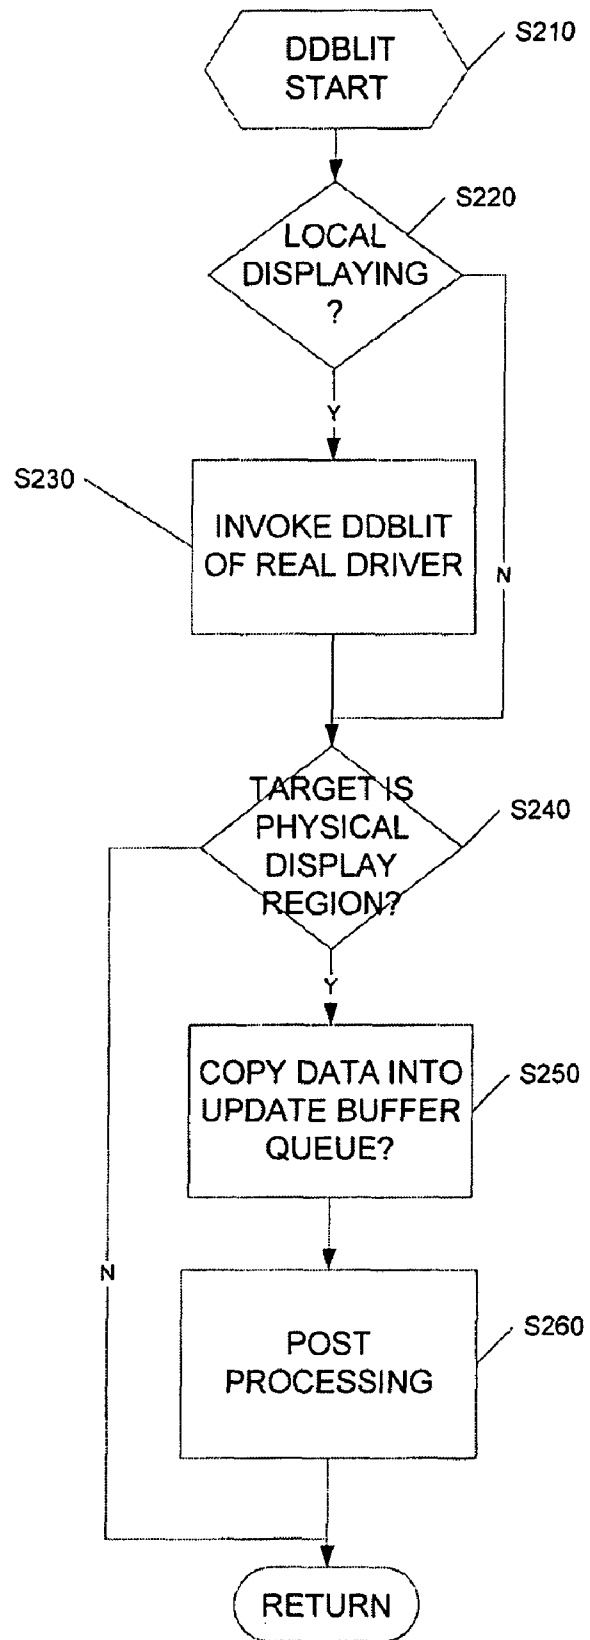 DDBLIT
START
S210
LOCAL
DISPLAYING
?
S220
Y
N
S230
INVOKE DDBLIT
OF REAL DRIVER
TARGET IS
PHYSICAL
DISPLAY
REGION?
S240
Y
N
COPY DATA INTO
UPDATE BUFFER
QUEUE?
S250
POST
PROCESSING
S260
RETURN